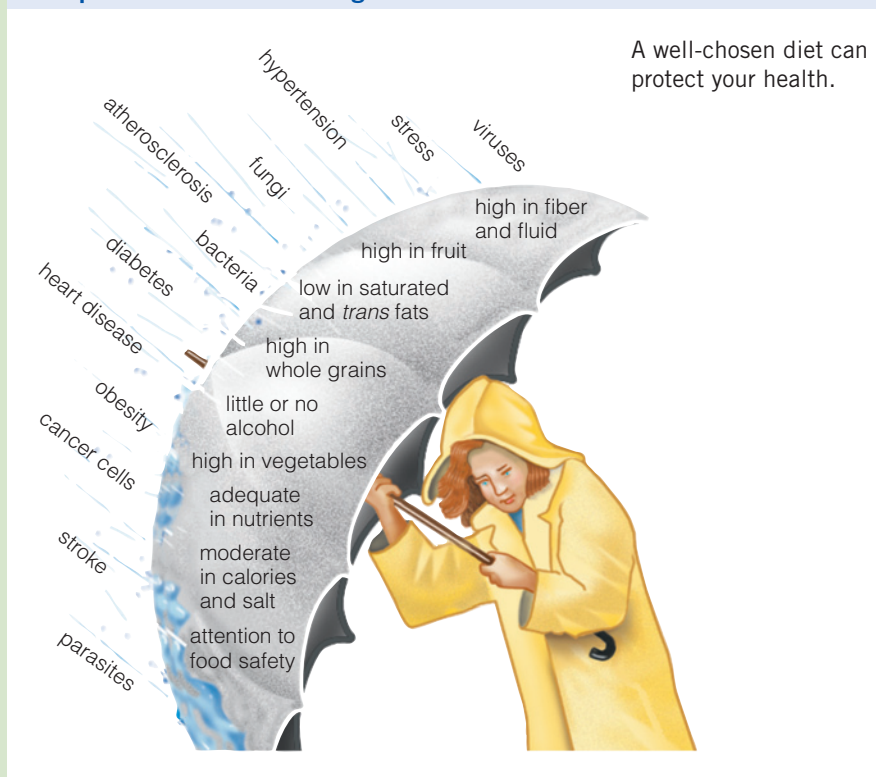 A well-chosen diet can
protect your health.
hypertension
stress
viruses
atherosclerosis
fungi
bacteria
diabetes
heart disease
obesity
cancer cells
stroke
parasites
high in fiber
and fluid
high in fruit
low in saturated
and trans fats
high in
whole grains
little or no
alcohol
high in vegetables
adequate
in nutrients
moderate
in calories
and salt
attention to
food safety